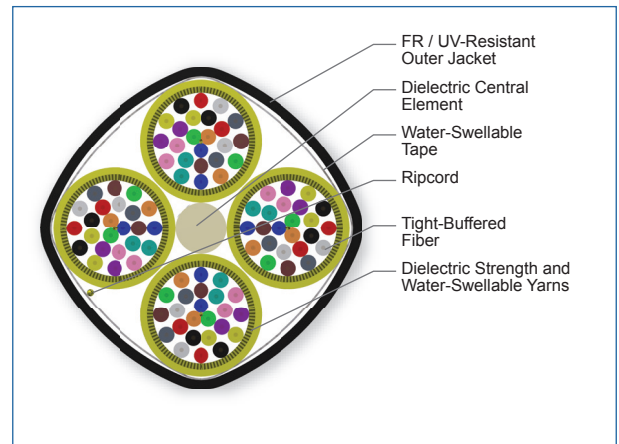 FR / UV-Resistant
Outer Jacket
Dielectric Central
Element
Water-Swellable
Tape
Ripcord
Tight-Buffered
Fiber
Dielectric Strength and
Water-Swellable Yarns